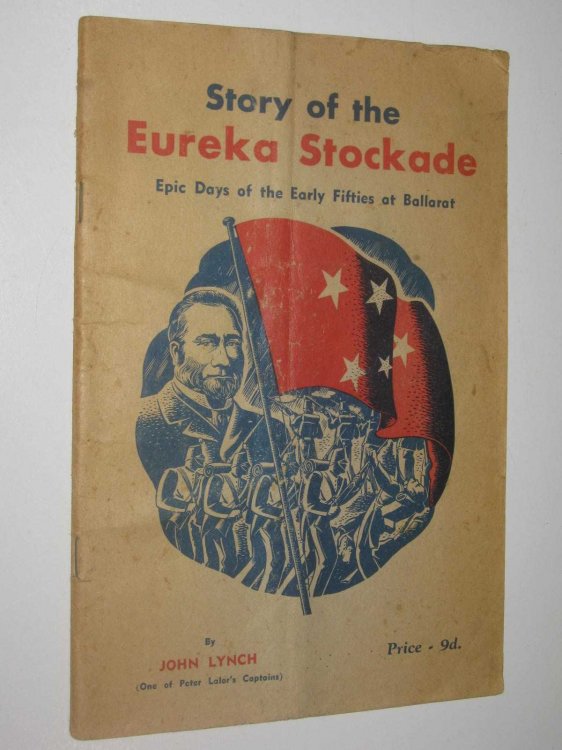 Story of the
Eureka Stockade
Epic Days of the Early Fifties at Ballarat
By
JOHN LYNCH
(One of Peter Lalor's Captains)
Price - 9d.